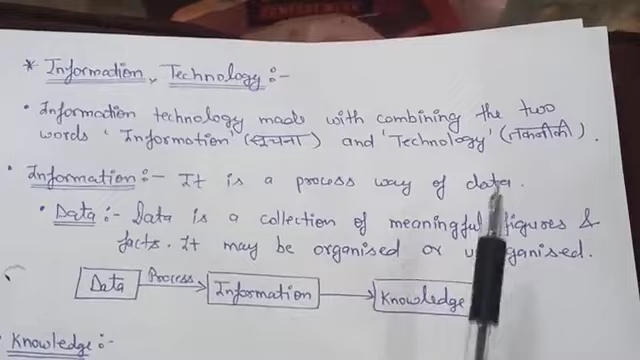 * Information, Technology :-
• Information technology made with combining the two
words 'Information' (सूचना) and 'Technology' (तकनीकी).
• Information :- It is a process way of data.
• Data :- Data is a collection of meaningful figures &
facts. It may be organised or unorganised.
Data Process Information Knowledge
• Knowledge :-